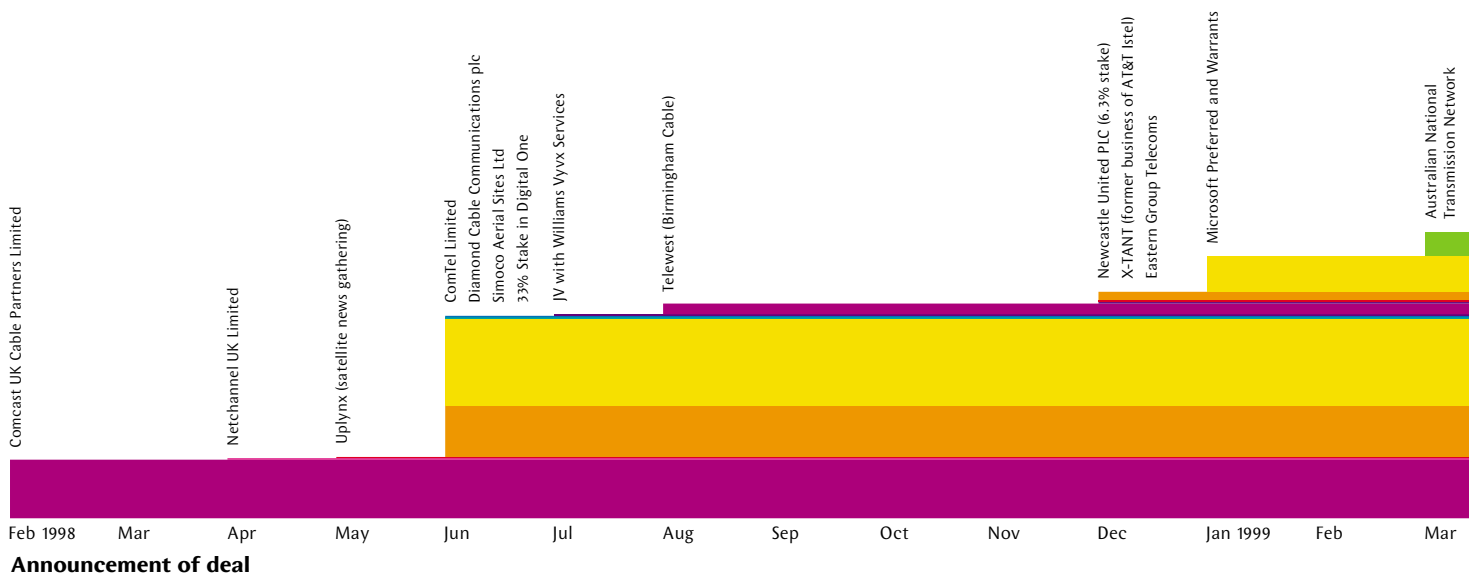 Comcast UK Cable Partners Limited
Netchannel UK Limited
Uplynx (satellite news gathering)
ComTel Limited
Diamond Cable Communications plc
Simoco Aerial Sites Ltd
33% Stake in Digital One
JV with Williams Vyvx Services
Telewest (Birmingham Cable)
Newcastle United PLC (6.3% stake)
X-TANT (former business of AT&T Istel)
Eastern Group Telecoms
Microsoft Preferred and Warrants
Australian National
Transmission Network
Feb 1998 Mar Apr May Jun Jul Aug Sep Oct Nov Dec Jan 1999 Feb Mar
Announcement of deal